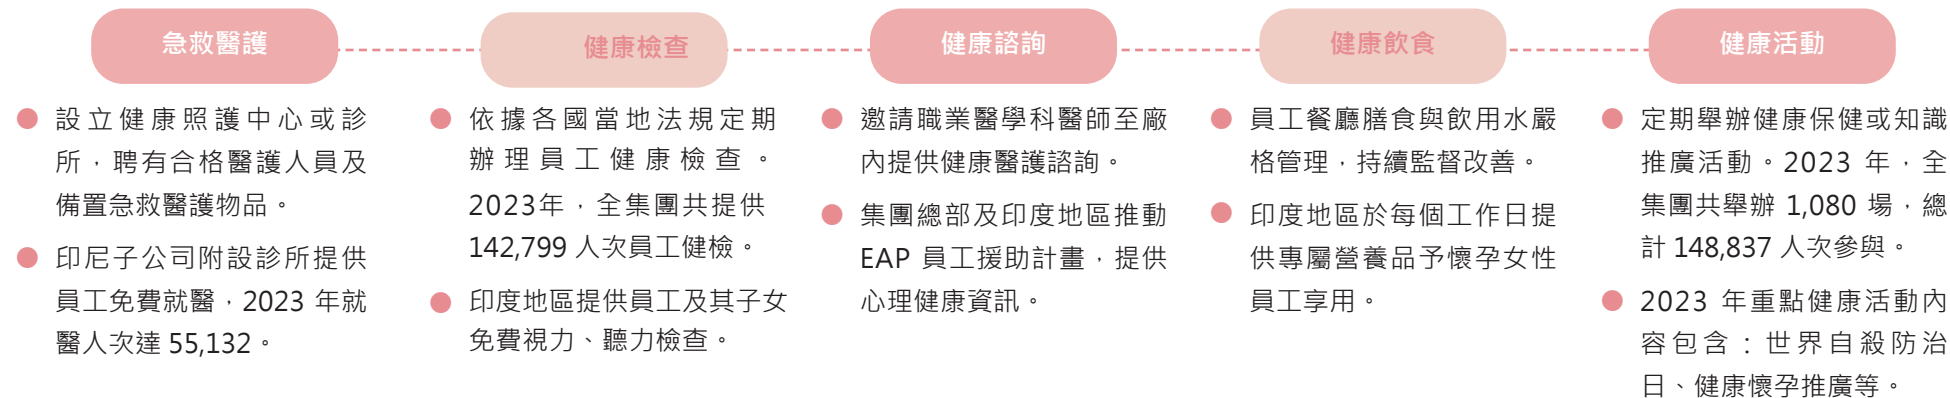 急救醫護
設立健康照護中心或診
所，聘有合格醫護人員及
備置急救醫護物品。
印尼子公司附設診所提供
員工免費就醫，2023 年就
醫人次達 55,132。
健康檢查
依據各國當地法規定期
辦理員工健康檢查。
2023年，全集團共提供
142,799 人次員工健檢。
印度地區提供員工及其子女
免費視力、聽力檢查。
健康諮詢
邀請職業醫學科醫師至廠
內提供健康醫護諮詢。
集團總部及印度地區推動
EAP 員工援助計畫，提供
心理健康資訊。
健康飲食
員工餐廳膳食與飲用水嚴
格管理，持續監督改善。
印度地區於每個工作日提
供專屬營養品予懷孕女性
員工享用。
健康活動
定期舉辦健康保健或知識
推廣活動。2023 年，全
集團共舉辦 1,080 場，總
計 148,837 人次參與。
2023 年重點健康活動內
容包含：世界自殺防治
日、健康懷孕推廣等。